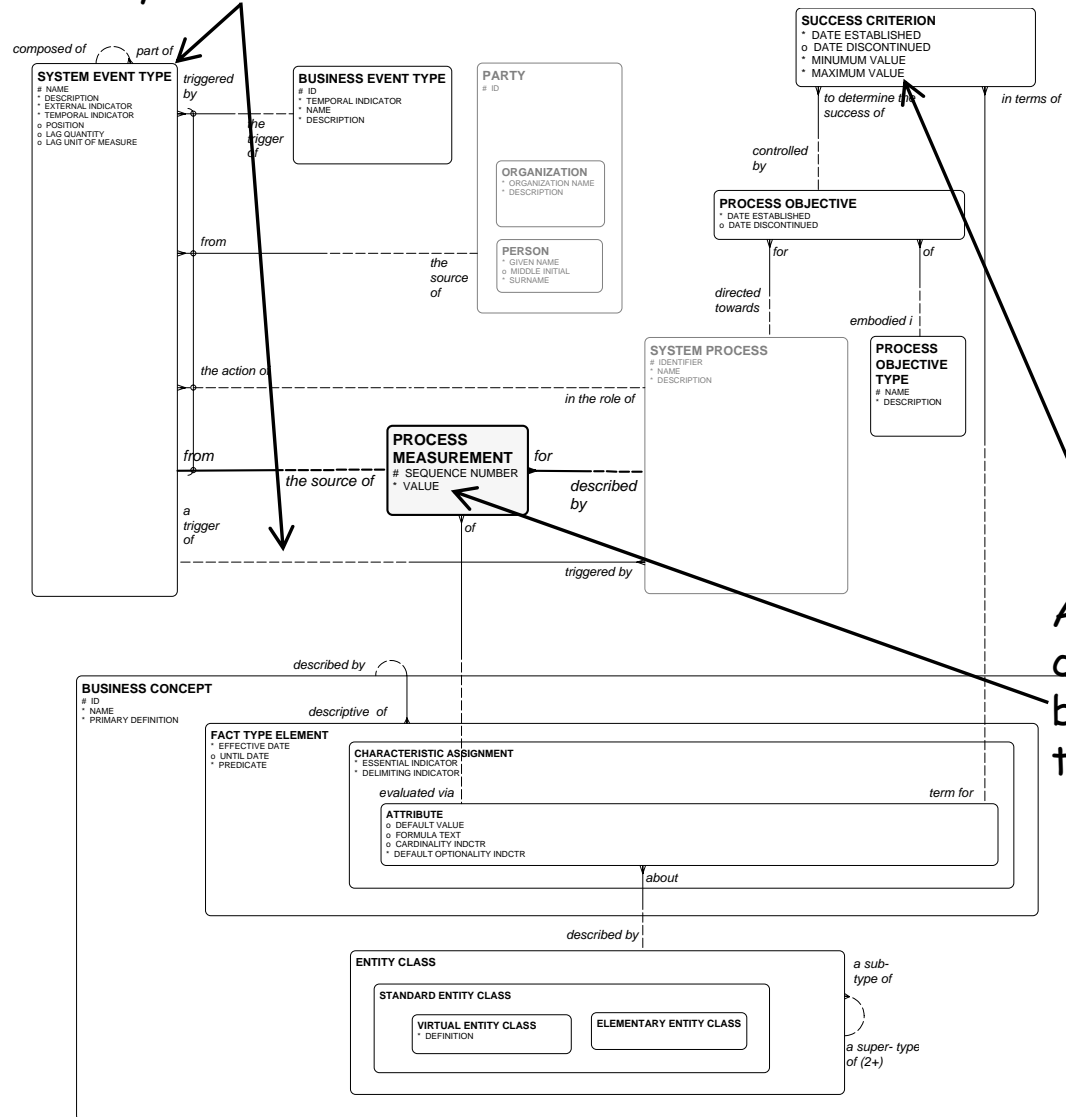 composed of
part of
SYSTEM EVENT TYPE
# NAME
* DESCRIPTION
* EXTERNAL INDICATOR
* TEMPORAL INDICATOR
o POSITION
o LAG QUANTITY
o LAG UNIT OF MEASURE
triggered
by
BUSINESS EVENT TYPE
# ID
* TEMPORAL INDICATOR
* NAME
* DESCRIPTION
the
trigger
of
PARTY
# ID
ORGANIZATION
* ORGANIZATION NAME
* DESCRIPTION
PERSON
* GIVEN NAME
o MIDDLE INITIAL
* SURNAME
from
the
source
of
SUCCESS CRITERION
* DATE ESTABLISHED
o DATE DISCONTINUED
* MINIMUM VALUE
* MAXIMUM VALUE
to determine the
success of
in terms of
controlled
by
PROCESS OBJECTIVE
* DATE ESTABLISHED
o DATE DISCONTINUED
for
of
directed
towards
embodied i
SYSTEM PROCESS
# IDENTIFIER
* NAME
* DESCRIPTION
PROCESS
OBJECTIVE
TYPE
# NAME
* DESCRIPTION
the action of
in the role of
PROCESS
MEASUREMENT
# SEQUENCE NUMBER
* VALUE
from
the source of
for
described
by
a
trigger
of
of
triggered by
described by
BUSINESS CONCEPT
# ID
* NAME
* PRIMARY DEFINITION
descriptive of
FACT TYPE ELEMENT
* EFFECTIVE DATE
o UNTIL DATE
* PREDICATE
CHARACTERISTIC ASSIGNMENT
* ESSENTIAL INDICATOR
* DELIMITING INDICATOR
evaluated via
term for
ATTRIBUTE
o DEFAULT VALUE
o FORMULA TEXT
o CARDINALITY INDCTR
* DEFAULT OPTIONALITY INDCTR
about
described by
ENTITY CLASS
STANDARD ENTITY CLASS
VIRTUAL ENTITY CLASS
* DEFINITION
ELEMENTARY ENTITY CLASS
a sub-
type of
a super- type
of (2+)